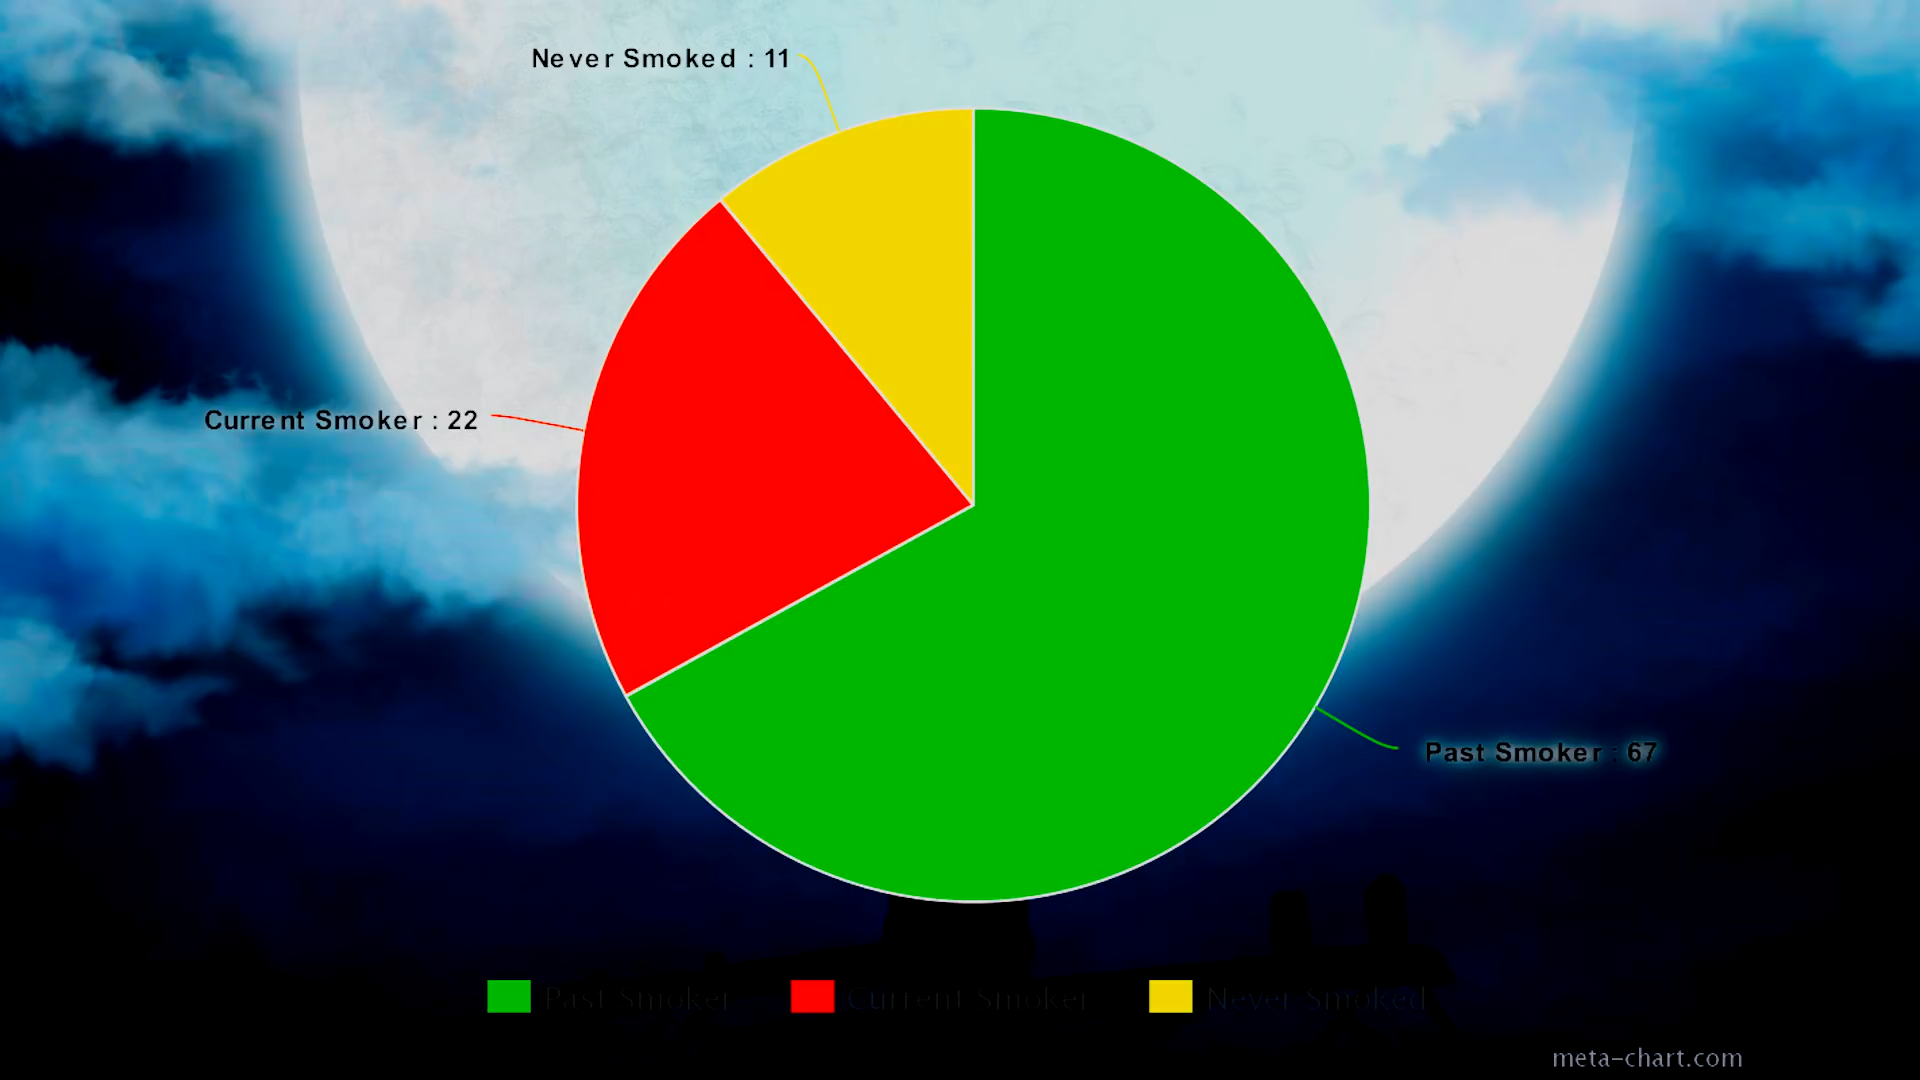 Never Smoked : 11
Current Smoker : 22
Past Smoker : 67
Past Smoker Current Smoker Never Smoked
meta-chart.com